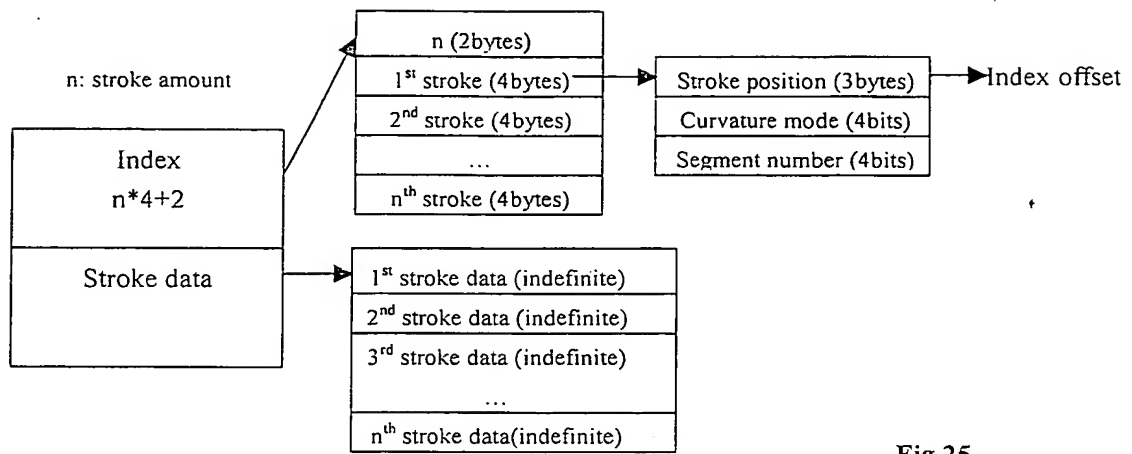 n: stroke amount
Index
n*4+2
Stroke data
n (2bytes)
1st stroke (4bytes)
2nd stroke (4bytes)
...
nth stroke (4bytes)
Stroke position (3bytes)
Curvature mode (4bits)
Segment number (4bits)
Index offset
1st stroke data (indefinite)
2nd stroke data (indefinite)
3rd stroke data (indefinite)
...
nth stroke data(indefinite)
Fig 25